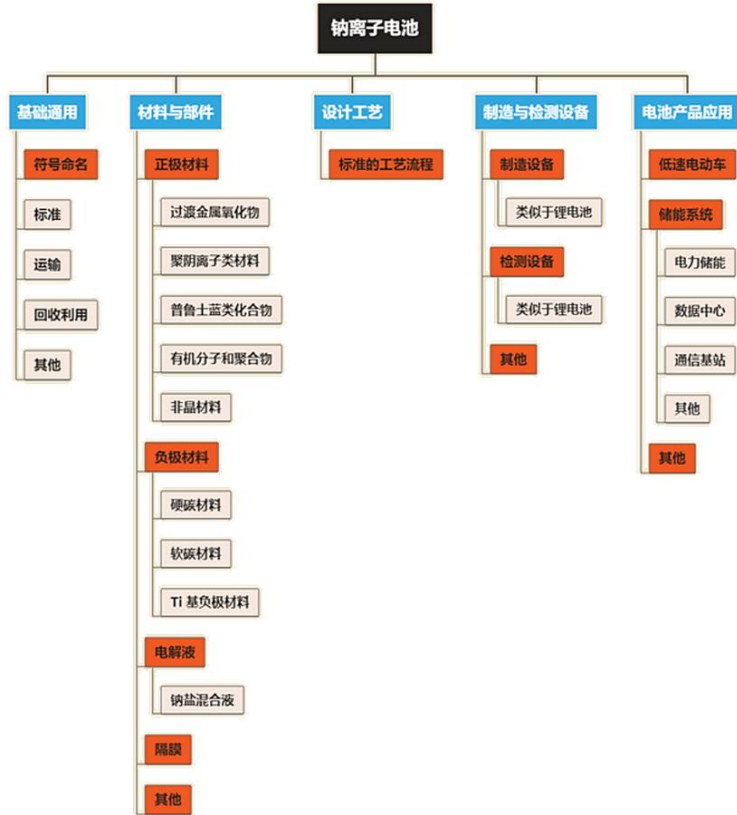 钠离子电池
基础通用
符号命名
标准
运输
回收利用
其他
材料与部件
正极材料
过渡金属氧化物
聚阴离子类材料
普鲁士蓝类化合物
有机分子和聚合物
非晶材料
负极材料
硬碳材料
软碳材料
Ti 基负极材料
电解液
钠盐混合液
隔膜
其他
设计工艺
标准的工艺流程
制造与检测设备
制造设备
类似于锂电池
检测设备
类似于锂电池
其他
电池产品应用
低速电动车
储能系统
电力储能
数据中心
通信基站
其他
其他